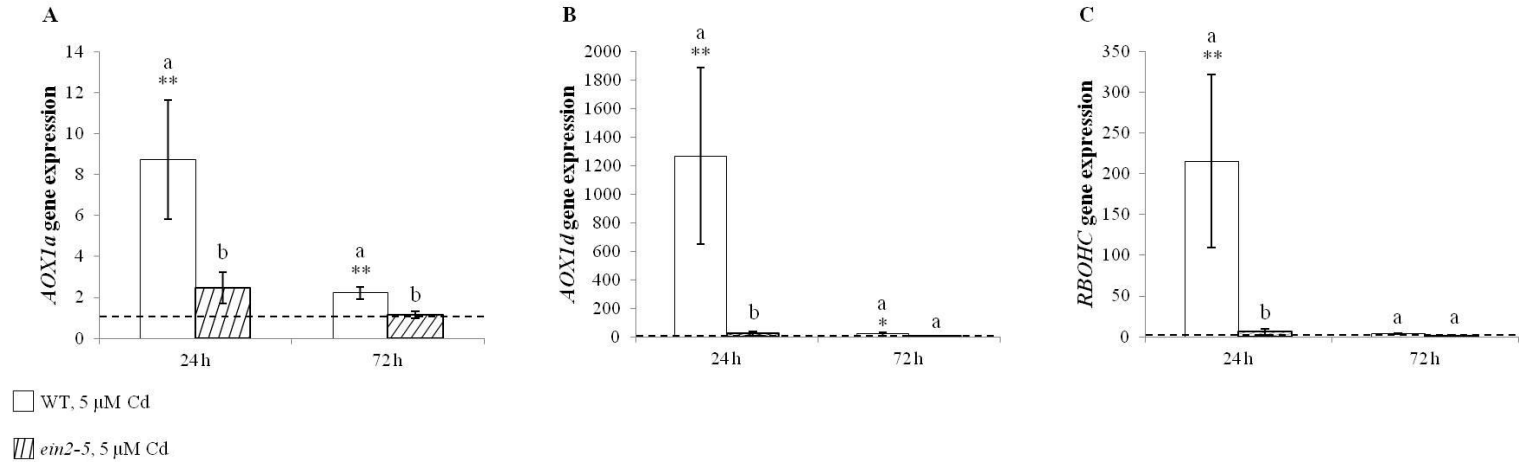 A
AOX1a gene expression
14
12
10
8
6
4
2
0
a
**
b
a
**
b
24h
72h
B
AOX1d gene expression
2000
1800
1600
1400
1200
1000
800
600
400
200
0
a
**
b
a
*
a
24h
72h
C
RBOHC gene expression
350
300
250
200
150
100
50
0
a
**
b
a
a
24h
72h
WT, 5 µM Cd
ein2-5, 5 µM Cd